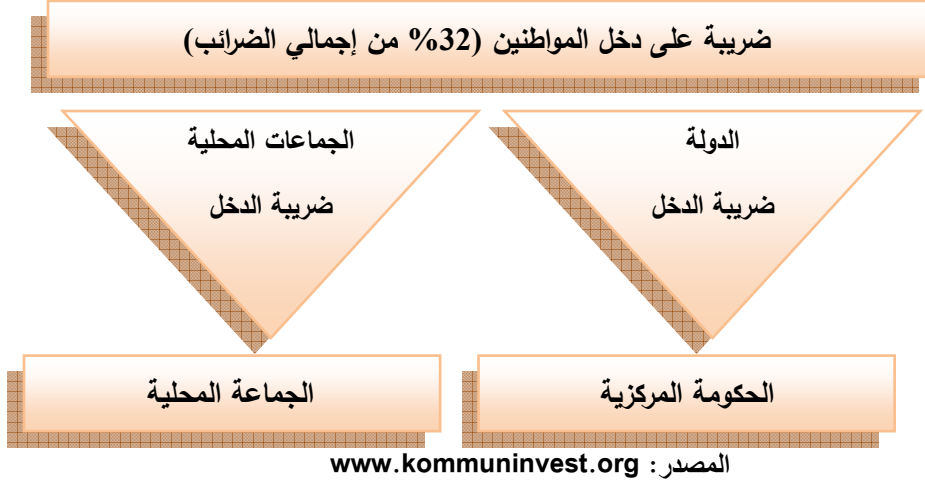 ضريبة على دخل المواطنين (32% من إجمالي الضرائب)
الدولة
ضريبة الدخل
الجماعات المحلية
ضريبة الدخل
الحكومة المركزية
الجماعة المحلية
المصدر: www.kommuninvest.org